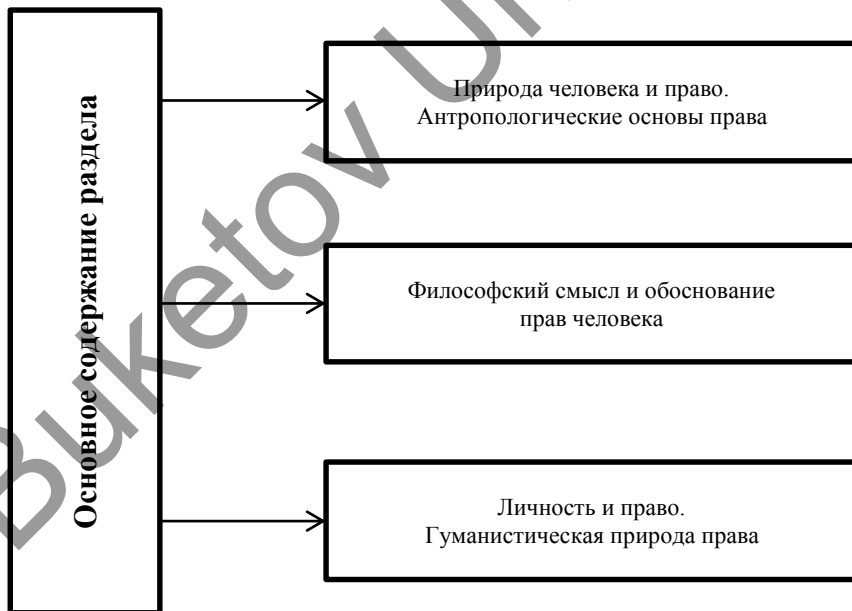 Основное содержание раздела
Природа человека и право.
Антропологические основы права
Философский смысл и обоснование
прав человека
Личность и право.
Гуманистическая природа права
Buketov U